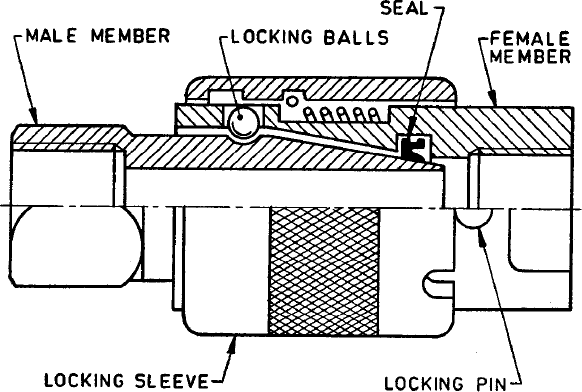 SEAL
MALE MEMBER
LOCKING BALLS
FEMALE
MEMBER
LOCKING SLEEVE
LOCKING PIN